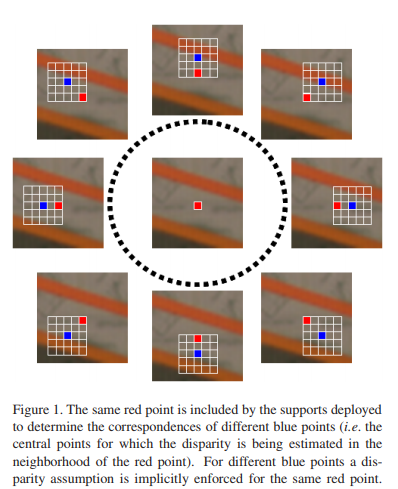 Figure 1. The same red point is included by the supports deployed
to determine the correspondences of different blue points (i.e. the
central points for which the disparity is being estimated in the
neighborhood of the red point). For different blue points a dis-
parity assumption is implicitly enforced for the same red point.